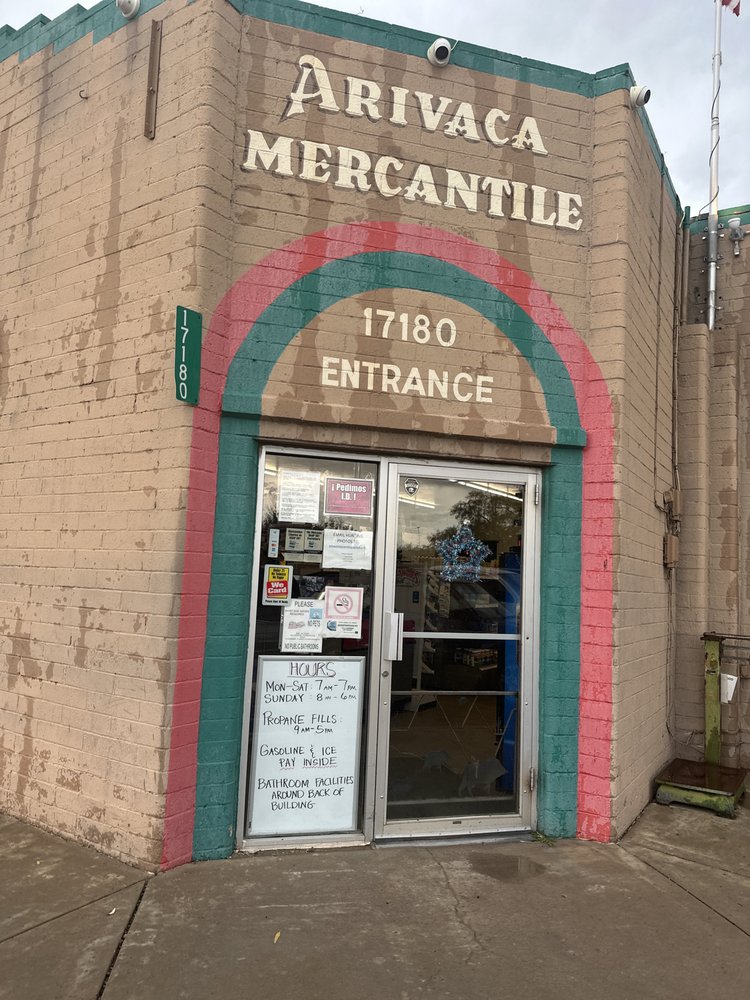 ARIVACA
MERCANTILE
17180
ENTRANCE
17180
¡ Pedimos
I.D. !
We
Card
PLEASE
NO PETS
NO PUBLIC BATHROOMS
HOURS
MON-SAT: 7AM-7PM
SUNDAY: 8AM-6PM
PROPANE FILLS:
9AM-5PM
GASOLINE & ICE
PAY INSIDE
BATHROOM FACILITIES
AROUND BACK OF
BUILDING.